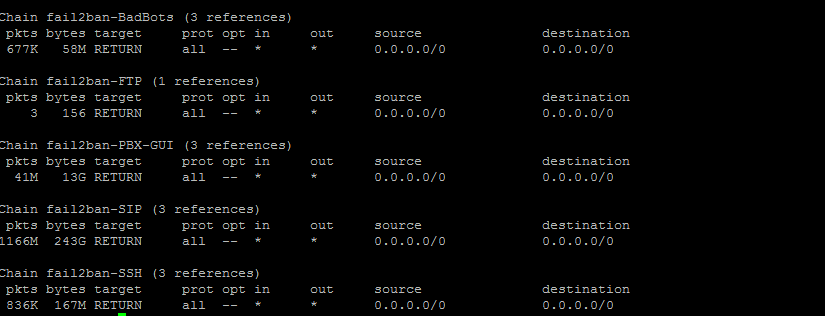 Chain fail2ban-BadBots (3 references)
pkts bytes target prot opt in out source destination
677K 58M RETURN all -- * * 0.0.0.0/0 0.0.0.0/0
Chain fail2ban-FTP (1 references)
pkts bytes target prot opt in out source destination
3 156 RETURN all -- * * 0.0.0.0/0 0.0.0.0/0
Chain fail2ban-PBX-GUI (3 references)
pkts bytes target prot opt in out source destination
41M 13G RETURN all -- * * 0.0.0.0/0 0.0.0.0/0
Chain fail2ban-SIP (3 references)
pkts bytes target prot opt in out source destination
1166M 243G RETURN all -- * * 0.0.0.0/0 0.0.0.0/0
Chain fail2ban-SSH (3 references)
pkts bytes target prot opt in out source destination
836K 167M RETURN all -- * * 0.0.0.0/0 0.0.0.0/0